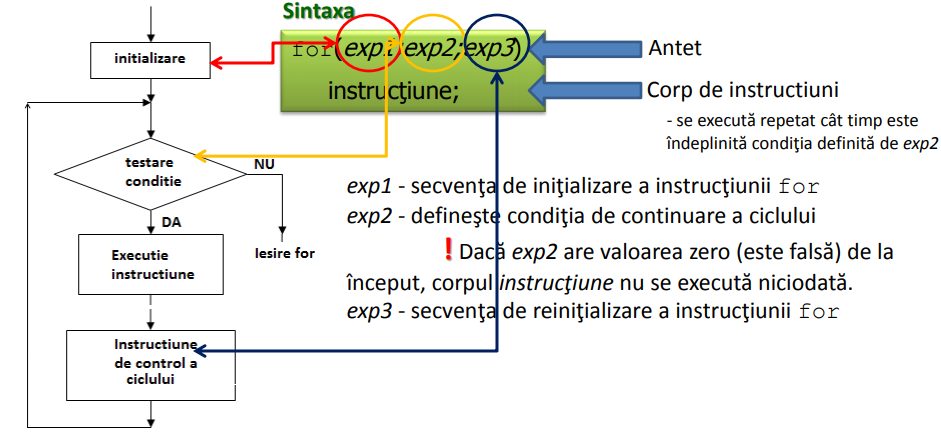 Sintaxa
for(exp1;exp2;exp3)
instrucţiune;
Antet
Corp de instructiuni
- se execută repetat cât timp este
îndeplinită condiţia definită de exp2
initializare
testare
conditie
NU
DA
Iesire for
Executie
instructiune
Instructiune
de control a
ciclului
exp1 - secvenţa de iniţializare a instrucţiunii for
exp2 - defineşte condiţia de continuare a ciclului
! Dacă exp2 are valoarea zero (este falsă) de la
început, corpul instrucţiune nu se execută niciodată.
exp3 - secvenţa de reiniţializare a instrucţiunii for